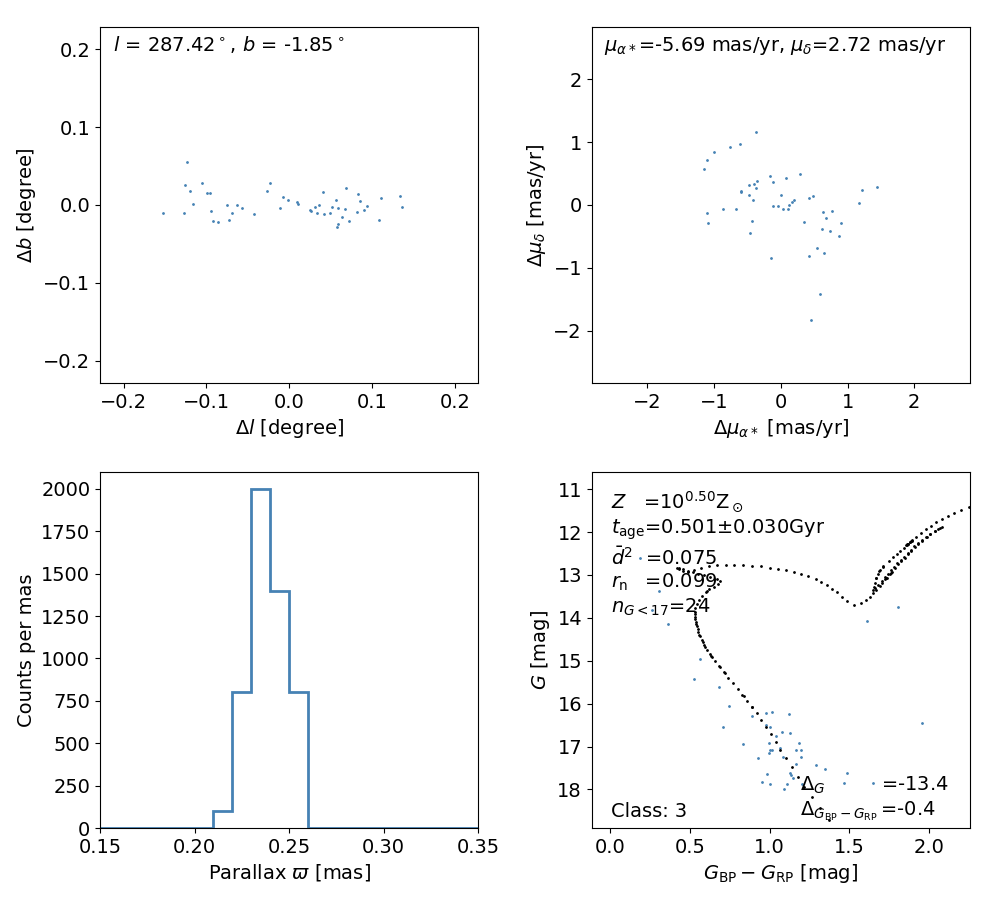 l = 287.42°, b = -1.85°
0.2
0.1
0.0
−0.1
−0.2
Δb [degree]
−0.2 −0.1 0.0 0.1 0.2
Δl [degree]
μα*=-5.69 mas/yr, μδ=2.72 mas/yr
2
1
0
−1
−2
Δμδ [mas/yr]
−2 −1 0 1 2
Δμα* [mas/yr]
2000
1750
1500
1250
1000
750
500
250
0
Counts per mas
0.15 0.20 0.25 0.30 0.35
Parallax ϖ [mas]
11
12
13
14
15
16
17
18
G [mag]
Z =10^0.50 Z⊙
t_age=0.501±0.030Gyr
d̄² =0.075
r_n =0.099
n_G<17=24
Δ_G =-13.4
Class: 3 Δ_G_BP−G_RP=-0.4
0.0 0.5 1.0 1.5 2.0
G_BP − G_RP [mag]